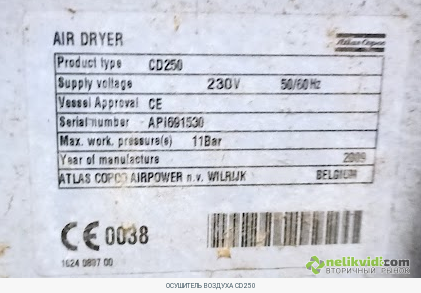 AIR DRYER
Atlas Copco
Product type CD250
Supply voltage 230V 50/60Hz
Vessel Approval CE
Serial number API691530
Max. work. pressure(s) 11Bar
Year of manufacture 2009
ATLAS COPCO AIRPOWER n.v. WILRIJK BELGIUM
CE 0038
1624 0897 00
netikvidi.com
ВТОРИЧНЫЙ РЫНОК
ОСУШИТЕЛЬ ВОЗДУХА CD250